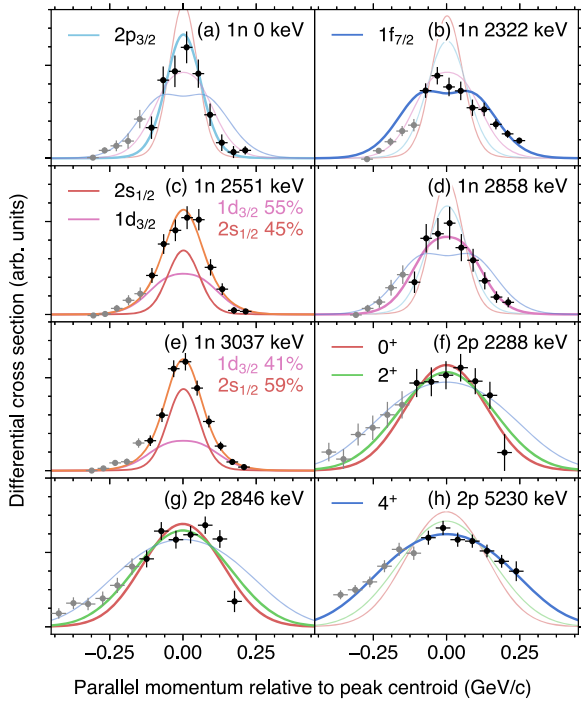 2p3/2 (a) 1n 0 keV
1f7/2 (b) 1n 2322 keV
2s1/2 (c) 1n 2551 keV
1d3/2 1d3/2 55%
2s1/2 45%
(d) 1n 2858 keV
(e) 1n 3037 keV
1d3/2 41%
2s1/2 59%
(f) 2p 2288 keV
0+
2+
(g) 2p 2846 keV
4+ (h) 2p 5230 keV
Differential cross section (arb. units)
−0.25 0.00 0.25 −0.25 0.00 0.25
Parallel momentum relative to peak centroid (GeV/c)